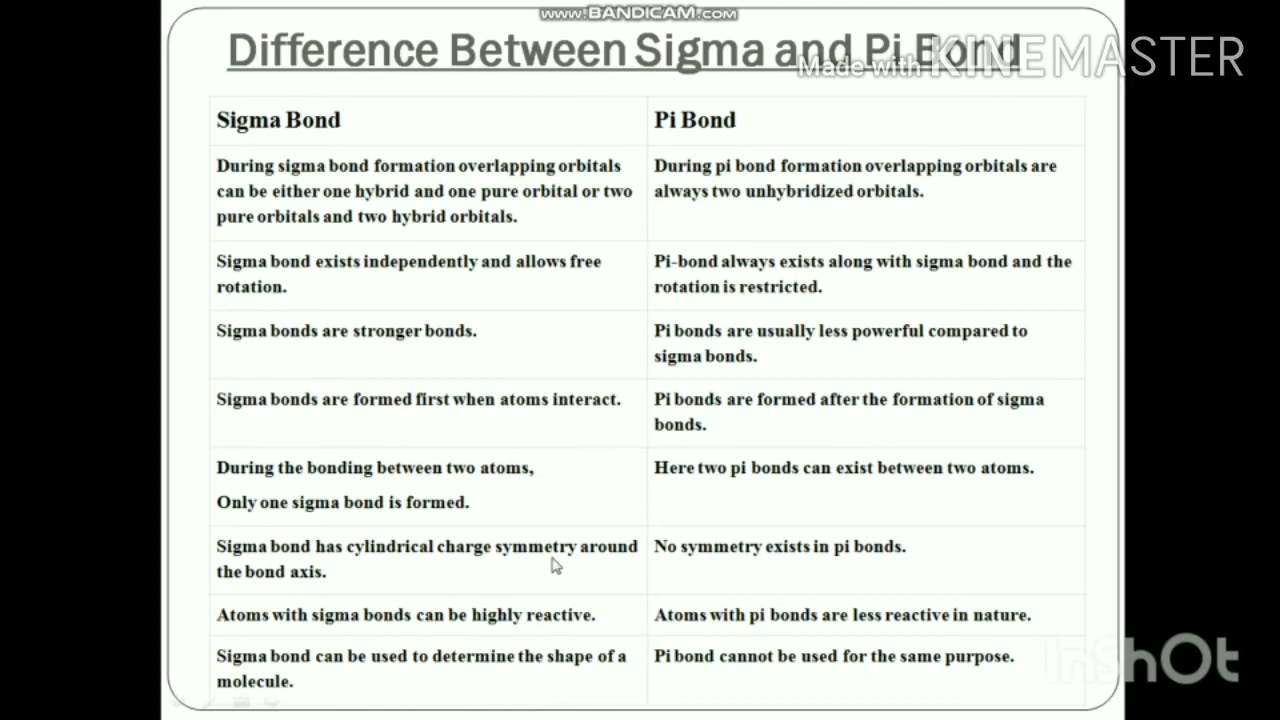 www.BANDICAM.com
Difference Between Sigma and Pi Bond
Made with KINEMASTER
Sigma Bond
Pi Bond
During sigma bond formation overlapping orbitals
can be either one hybrid and one pure orbital or two
pure orbitals and two hybrid orbitals.
During pi bond formation overlapping orbitals are
always two unhybridized orbitals.
Sigma bond exists independently and allows free
rotation.
Pi-bond always exists along with sigma bond and the
rotation is restricted.
Sigma bonds are stronger bonds.
Pi bonds are usually less powerful compared to
sigma bonds.
Sigma bonds are formed first when atoms interact.
Pi bonds are formed after the formation of sigma
bonds.
During the bonding between two atoms,
Only one sigma bond is formed.
Here two pi bonds can exist between two atoms.
Sigma bond has cylindrical charge symmetry around
the bond axis.
No symmetry exists in pi bonds.
Atoms with sigma bonds can be highly reactive.
Atoms with pi bonds are less reactive in nature.
Sigma bond can be used to determine the shape of a
molecule.
Pi bond cannot be used for the same purpose.
InShOt